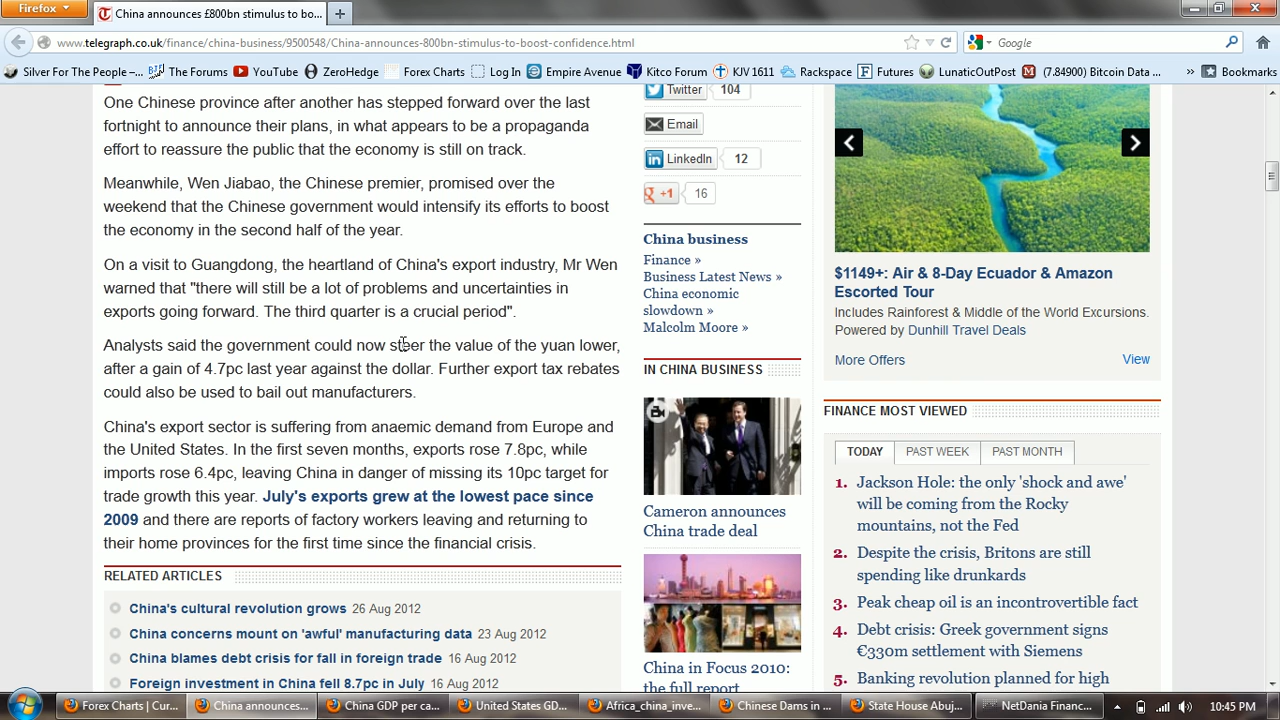 Firefox
China announces £800bn stimulus to bo...
www.telegraph.co.uk/finance/china-business/9500548/China-announces-800bn-stimulus-to-boost-confidence.html
Google
Silver For The People –... The Forums YouTube ZeroHedge Forex Charts Log In Empire Avenue Kitco Forum KJV 1611 Rackspace Futures LunaticOutPost (7.84900) Bitcoin Data ... » Bookmarks
One Chinese province after another has stepped forward over the last
fortnight to announce their plans, in what appears to be a propaganda
effort to reassure the public that the economy is still on track.
Meanwhile, Wen Jiabao, the Chinese premier, promised over the
weekend that the Chinese government would intensify its efforts to boost
the economy in the second half of the year.
On a visit to Guangdong, the heartland of China's export industry, Mr Wen
warned that "there will still be a lot of problems and uncertainties in
exports going forward. The third quarter is a crucial period".
Analysts said the government could now steer the value of the yuan lower,
after a gain of 4.7pc last year against the dollar. Further export tax rebates
could also be used to bail out manufacturers.
China's export sector is suffering from anaemic demand from Europe and
the United States. In the first seven months, exports rose 7.8pc, while
imports rose 6.4pc, leaving China in danger of missing its 10pc target for
trade growth this year. July's exports grew at the lowest pace since
2009 and there are reports of factory workers leaving and returning to
their home provinces for the first time since the financial crisis.
RELATED ARTICLES
China's cultural revolution grows 26 Aug 2012
China concerns mount on 'awful' manufacturing data 23 Aug 2012
China blames debt crisis for fall in foreign trade 16 Aug 2012
Foreign investment in China fell 8.7pc in July 16 Aug 2012
Twitter 104
Email
LinkedIn 12
+1 16
China business
Finance »
Business Latest News »
China economic
slowdown »
Malcolm Moore »
IN CHINA BUSINESS
Cameron announces
China trade deal
China in Focus 2010:
the full report
$1149+: Air & 8-Day Ecuador & Amazon
Escorted Tour
Includes Rainforest & Middle of the World Excursions.
Powered by Dunhill Travel Deals
More Offers View
FINANCE MOST VIEWED
TODAY PAST WEEK PAST MONTH
1. Jackson Hole: the only 'shock and awe'
will be coming from the Rocky
mountains, not the Fed
2. Despite the crisis, Britons are still
spending like drunkards
3. Peak cheap oil is an incontrovertible fact
4. Debt crisis: Greek government signs
€330m settlement with Siemens
5. Banking revolution planned for high
Forex Charts | Cur... China announces... China GDP per ca... United States GD... Africa_china_inve... Chinese Dams in ... State House Abuj... NetDania Financ... 10:45 PM